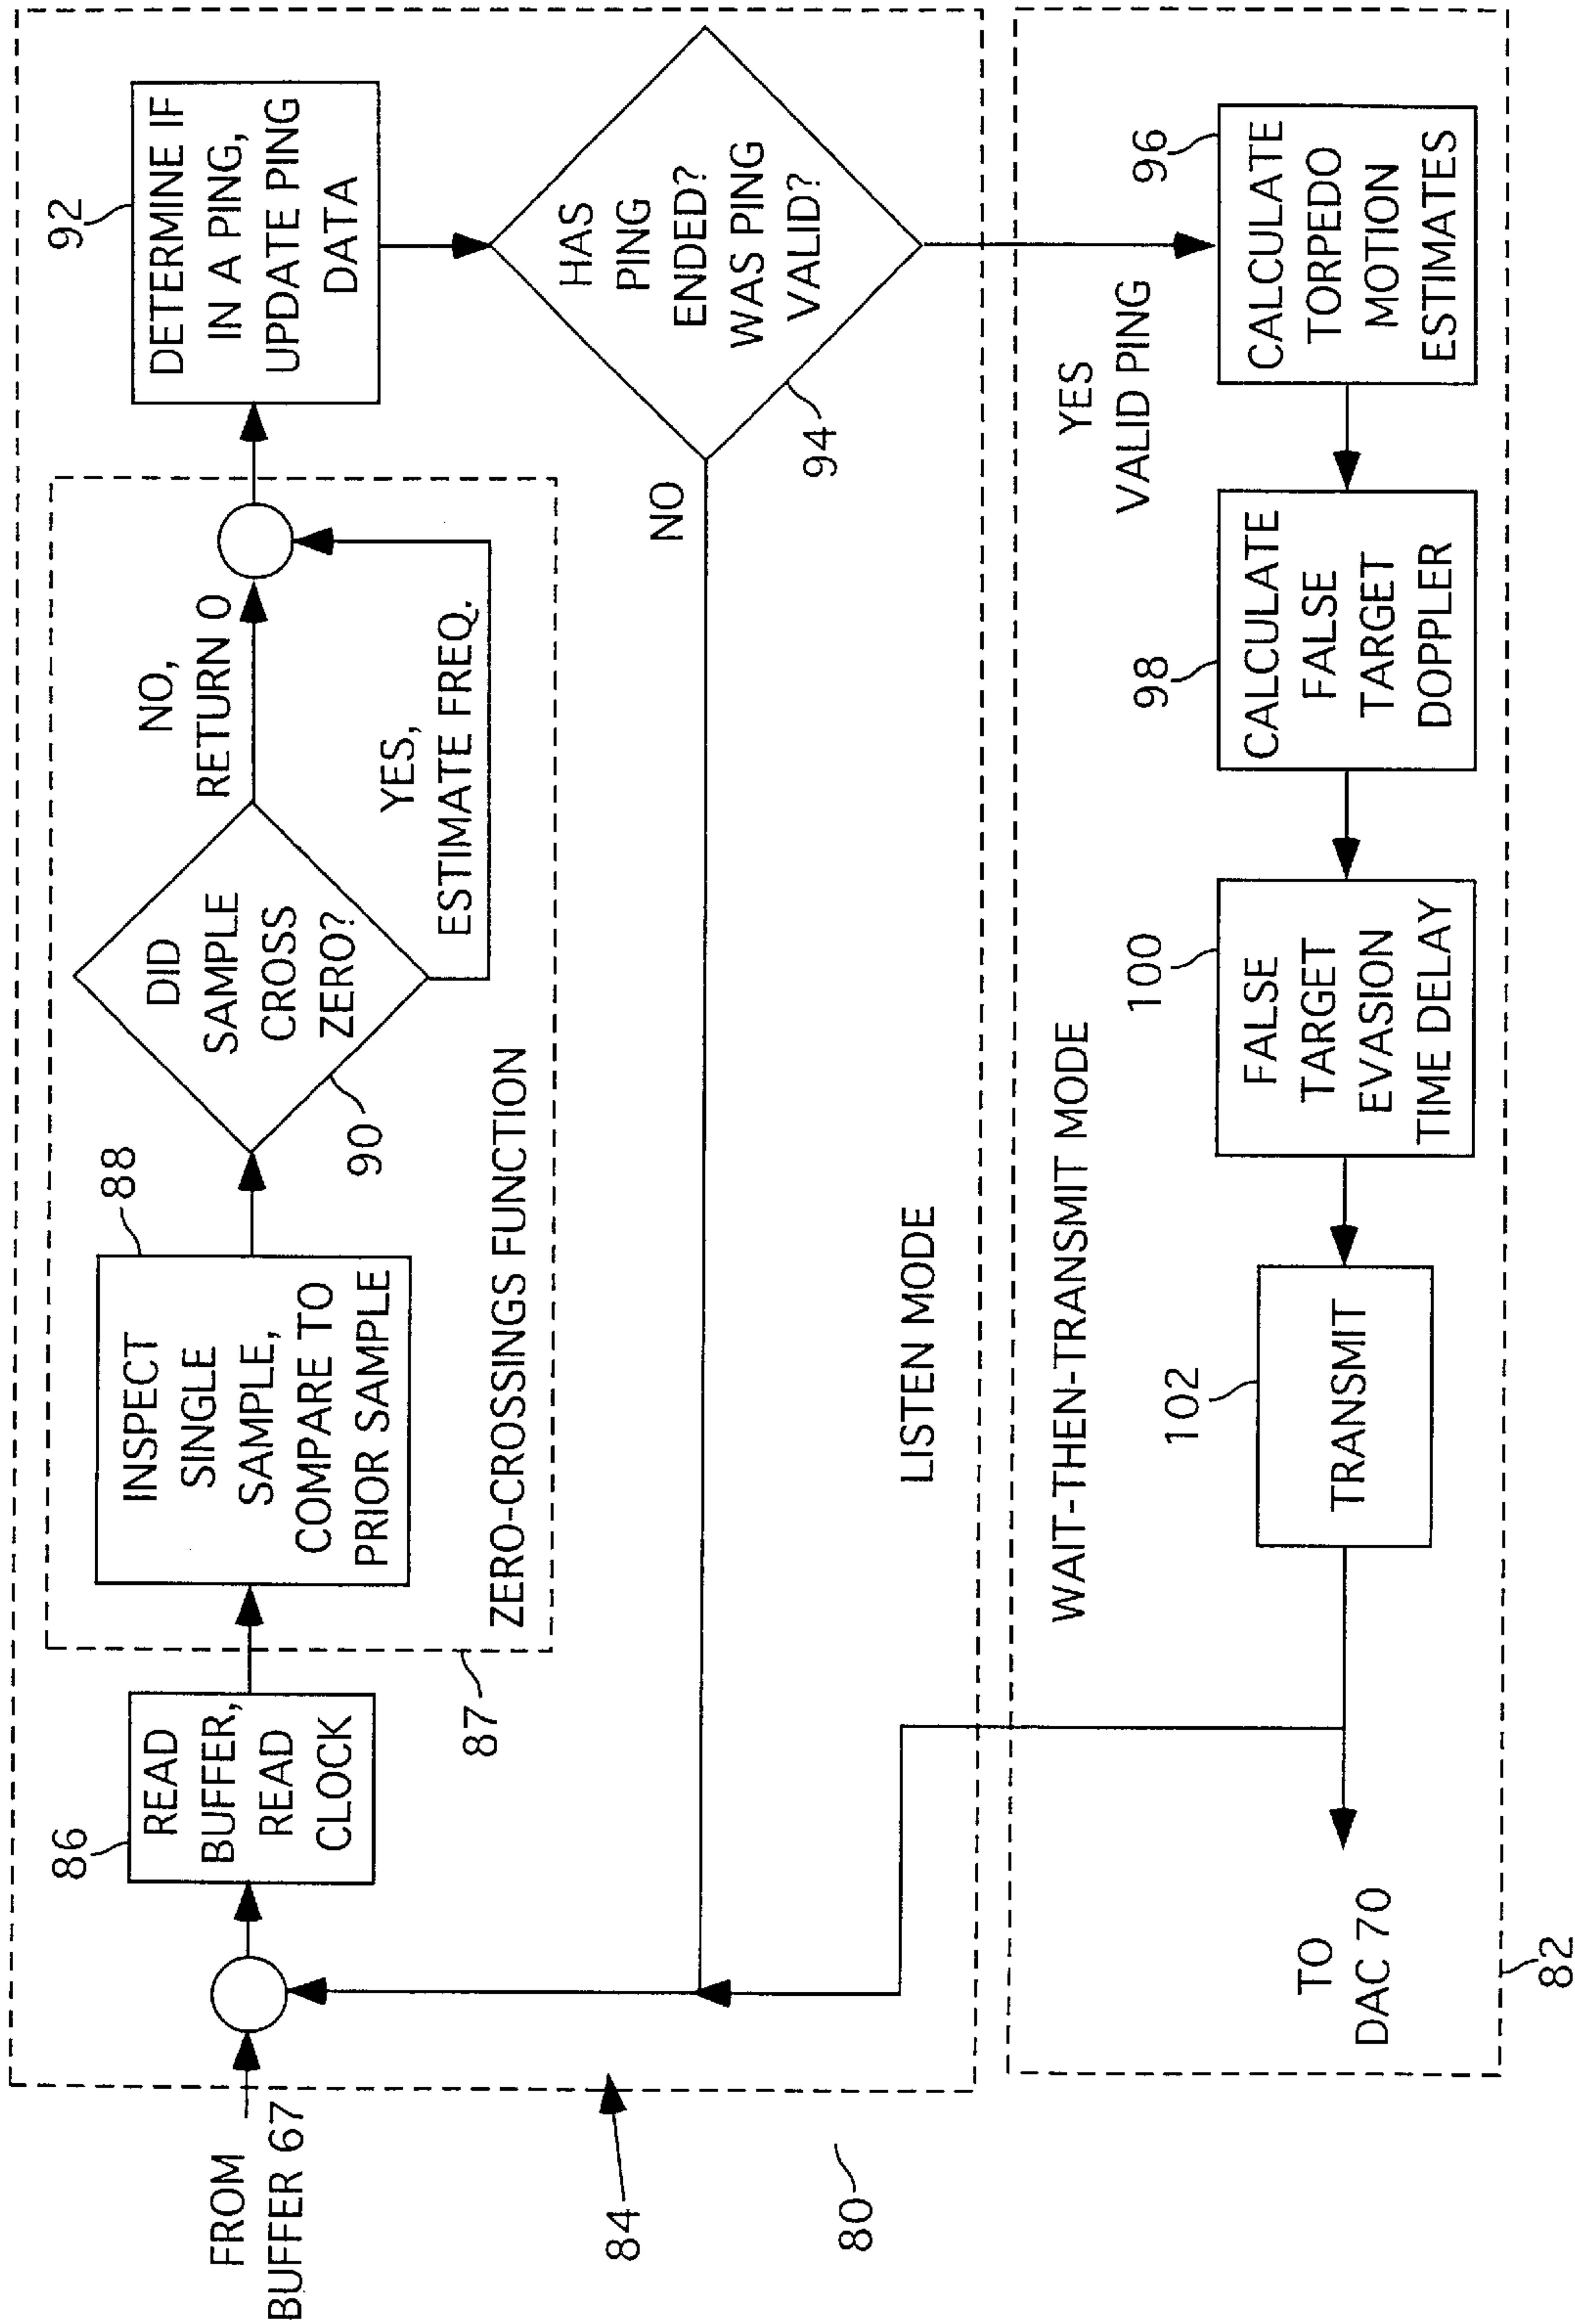 FROM
BUFFER 67
86
READ
BUFFER,
READ
CLOCK
87
88
INSPECT
SINGLE
SAMPLE,
COMPARE TO
PRIOR SAMPLE
90
DID
SAMPLE
CROSS
ZERO?
NO,
RETURN 0
YES,
ESTIMATE FREQ.
ZERO-CROSSINGS FUNCTION
92
DETERMINE IF
IN A PING,
UPDATE PING
DATA
HAS
PING
ENDED?
WAS PING
VALID?
94
NO
LISTEN MODE
84
80
YES
VALID PING
WAIT-THEN-TRANSMIT MODE
96
CALCULATE
TORPEDO
MOTION
ESTIMATES
98
CALCULATE
FALSE
TARGET
DOPPLER
100
FALSE
TARGET
EVASION
TIME DELAY
102
TRANSMIT
TO
DAC 70
82